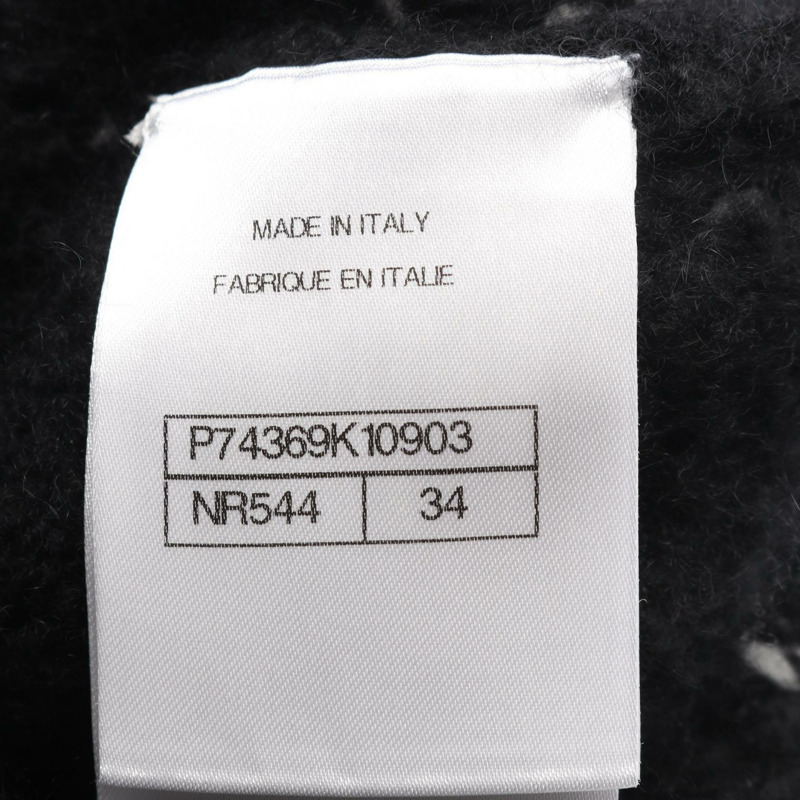 MADE IN ITALY
FABRIQUE EN ITALIE
P74369K10903
NR544 34